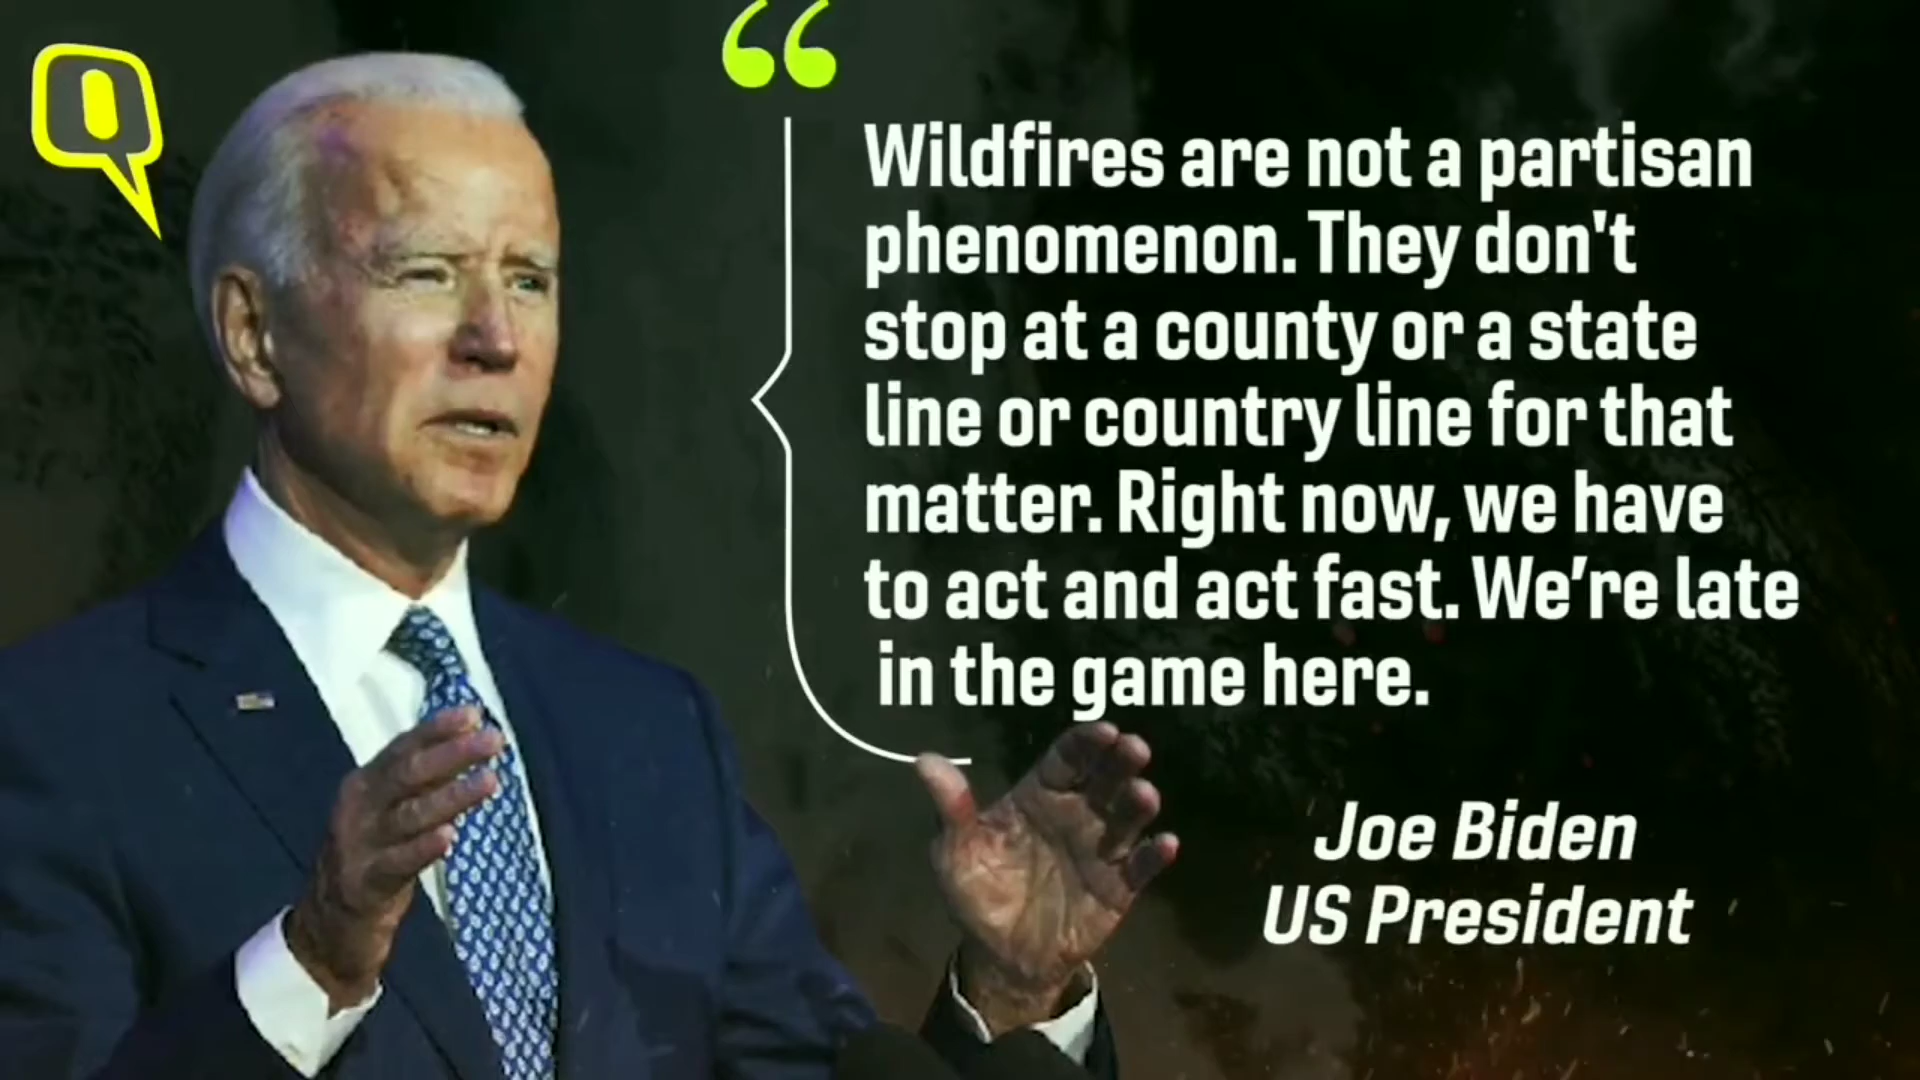 Q
“
Wildfires are not a partisan
phenomenon. They don't
stop at a county or a state
line or country line for that
matter. Right now, we have
to act and act fast. We’re late
in the game here.
Joe Biden
US President